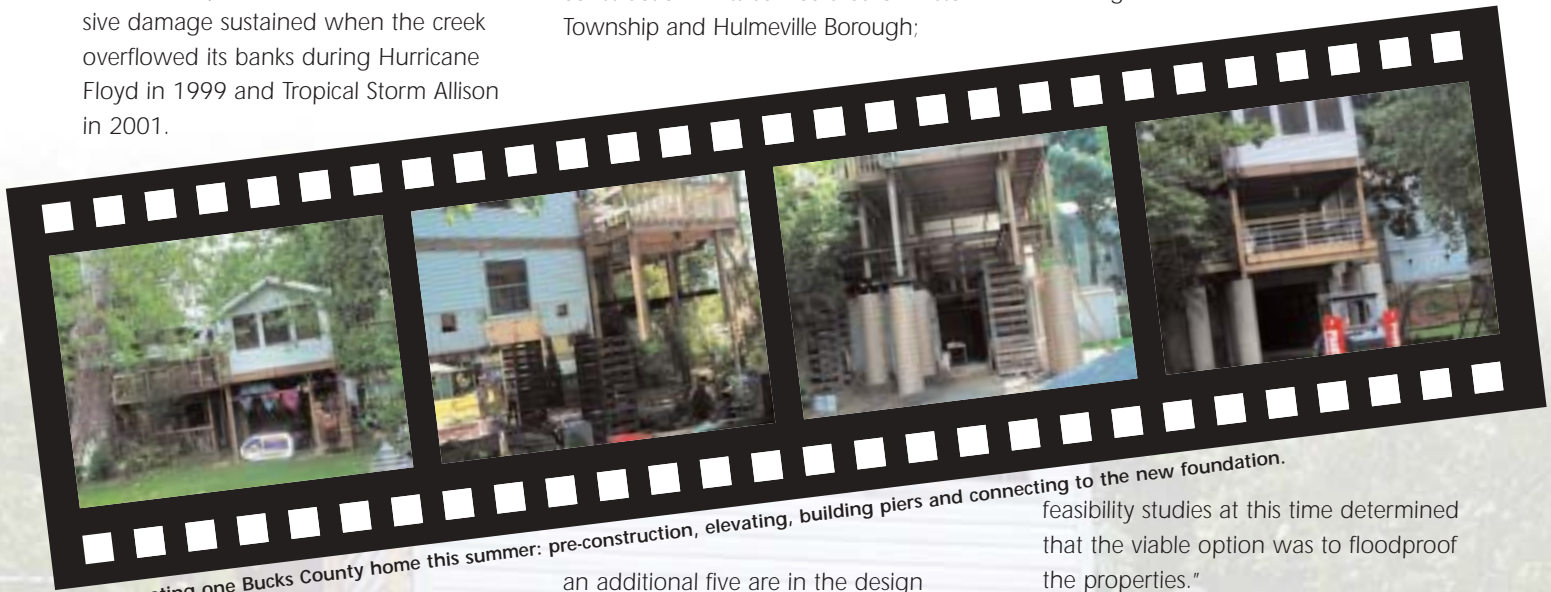 sive damage sustained when the creek
overflowed its banks during Hurricane
Floyd in 1999 and Tropical Storm Allison
in 2001.
Township and Hulmeville Borough;
one Bucks County home this summer: pre-construction, elevating, building piers and connecting to the new foundation.
an additional five are in the design
feasibility studies at this time determined
that the viable option was to floodproof
the properties."